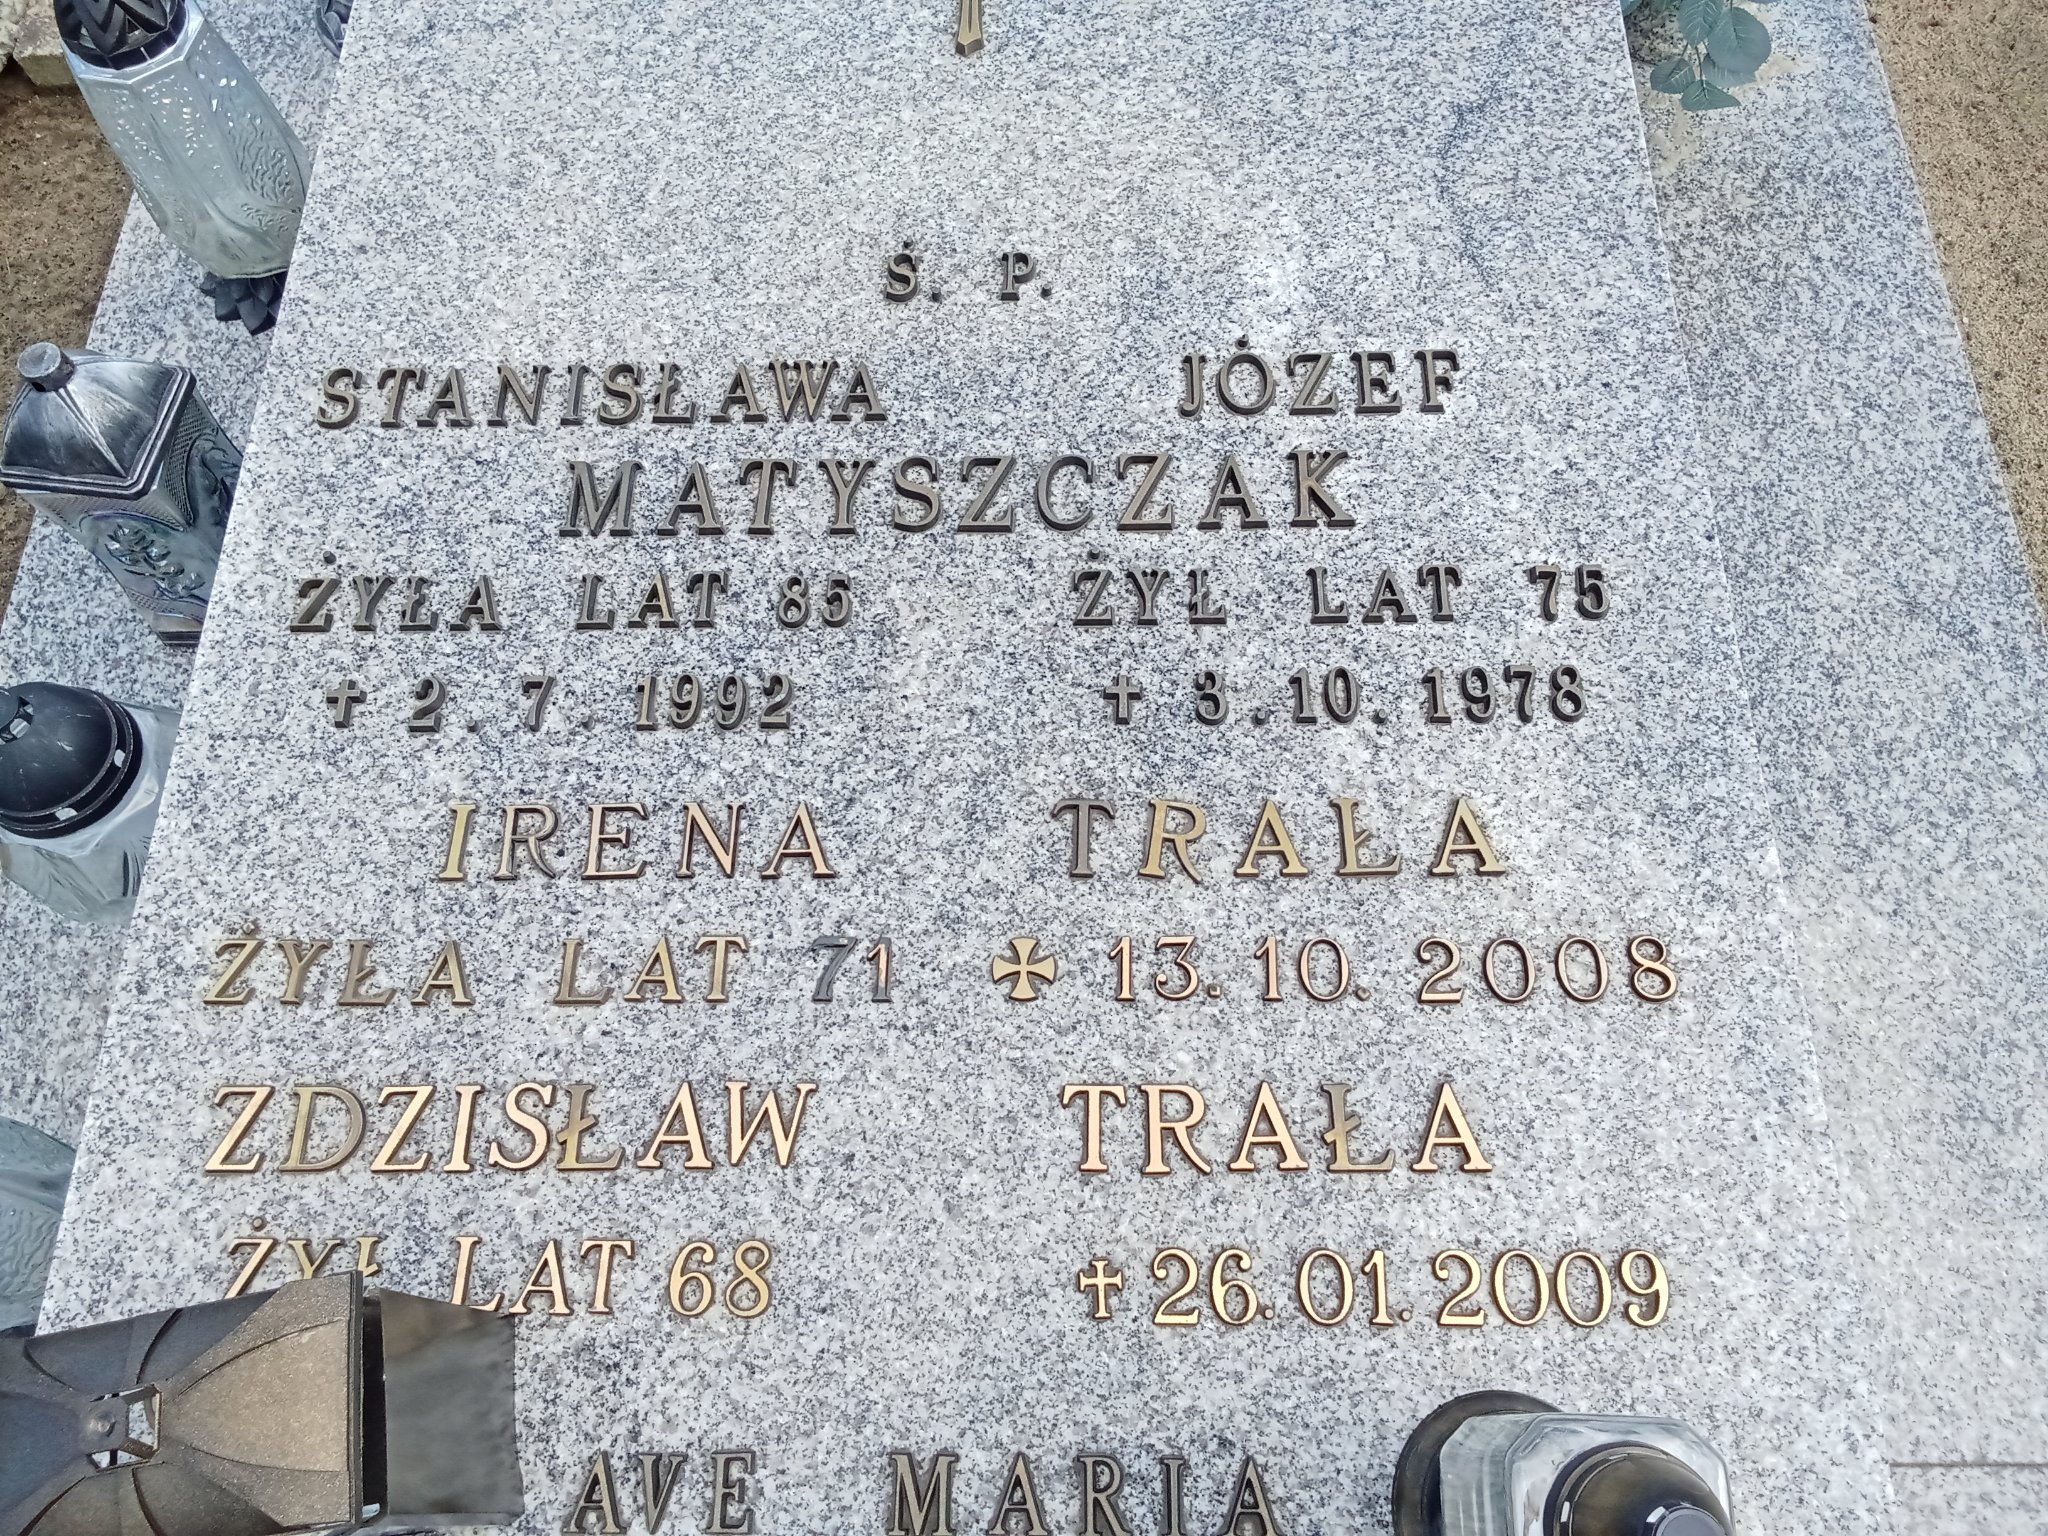 Ś. P.
STANISŁAWA JÓZEF
MATYSZCZAK
ŻYŁA LAT 85 ŻYŁ LAT 75
+ 2. 7. 1992 + 3.10. 1978
IRENA TRAŁA
ŻYŁA LAT 71 ✠ 13. 10. 2008
ZDZISŁAW TRAŁA
ŻYŁ LAT 68 + 26.01.2009
AVE MARIA